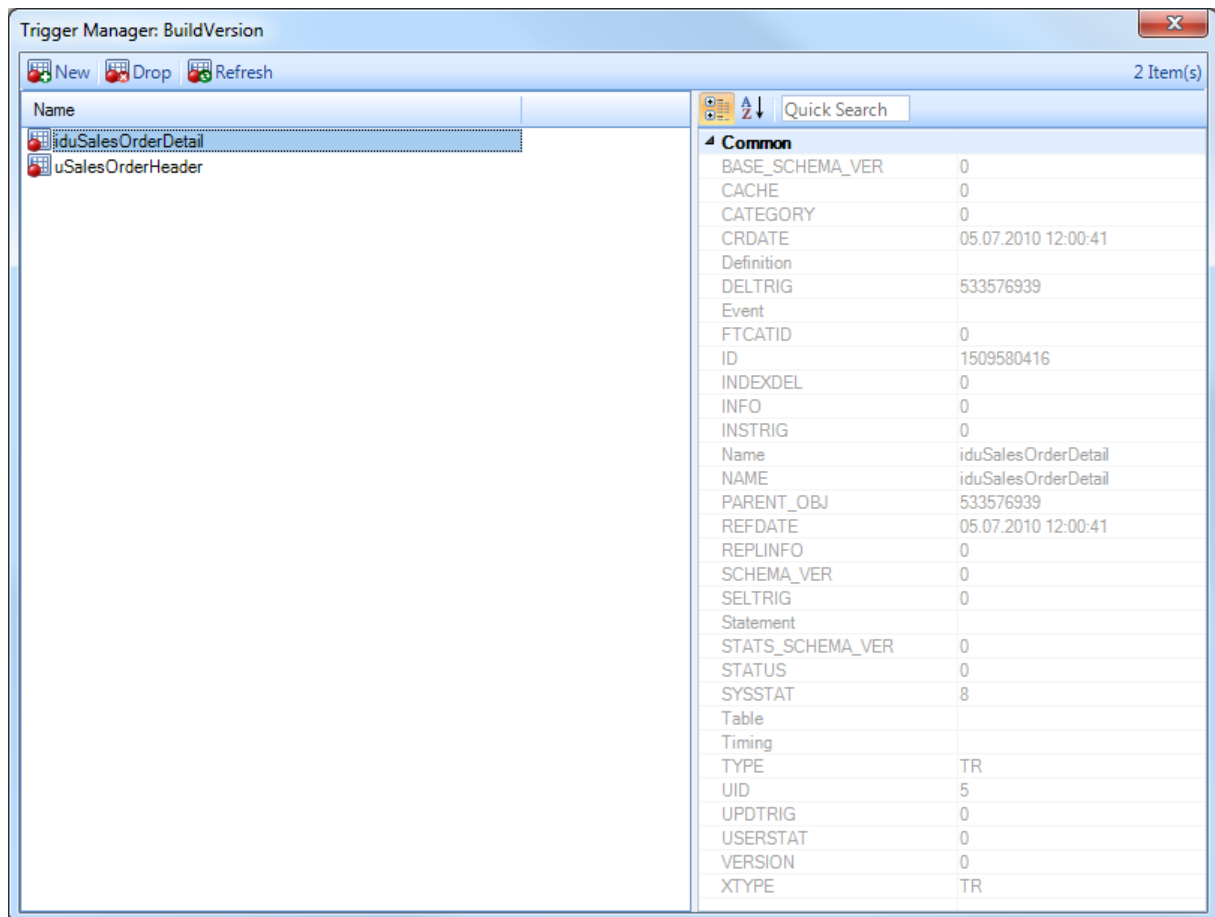 Trigger Manager: BuildVersion
x
New Drop Refresh 2 Item(s)
Name
iduSalesOrderDetail
uSalesOrderHeader
A Z Quick Search
Common
BASE_SCHEMA_VER 0
CACHE 0
CATEGORY 0
CRDATE 05.07.2010 12:00:41
Definition
DELTRIG 533576939
Event
FTCATID 0
ID 1509580416
INDEXDEL 0
INFO 0
INSTRIG 0
Name iduSalesOrderDetail
NAME iduSalesOrderDetail
PARENT_OBJ 533576939
REFDATE 05.07.2010 12:00:41
REPLINFO 0
SCHEMA_VER 0
SELTRIG 0
Statement
STATS_SCHEMA_VER 0
STATUS 0
SYSSTAT 8
Table
Timing
TYPE TR
UID 5
UPDTRIG 0
USERSTAT 0
VERSION 0
XTYPE TR